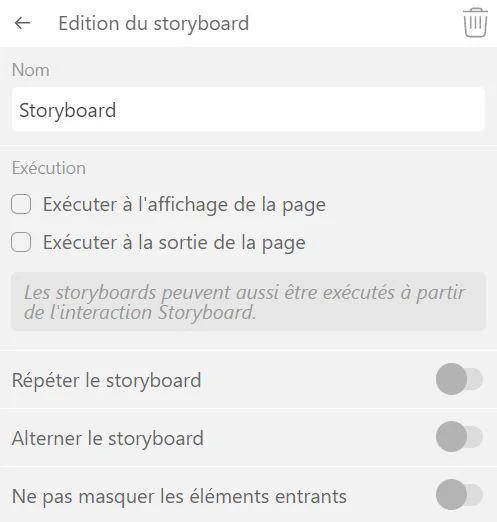 Edition du storyboard
Nom
Storyboard
Exécution
Exécuter à l'affichage de la page
Exécuter à la sortie de la page
Les storyboards peuvent aussi être exécutés à partir
de l'interaction Storyboard.
Répéter le storyboard
Alterner le storyboard
Ne pas masquer les éléments entrants